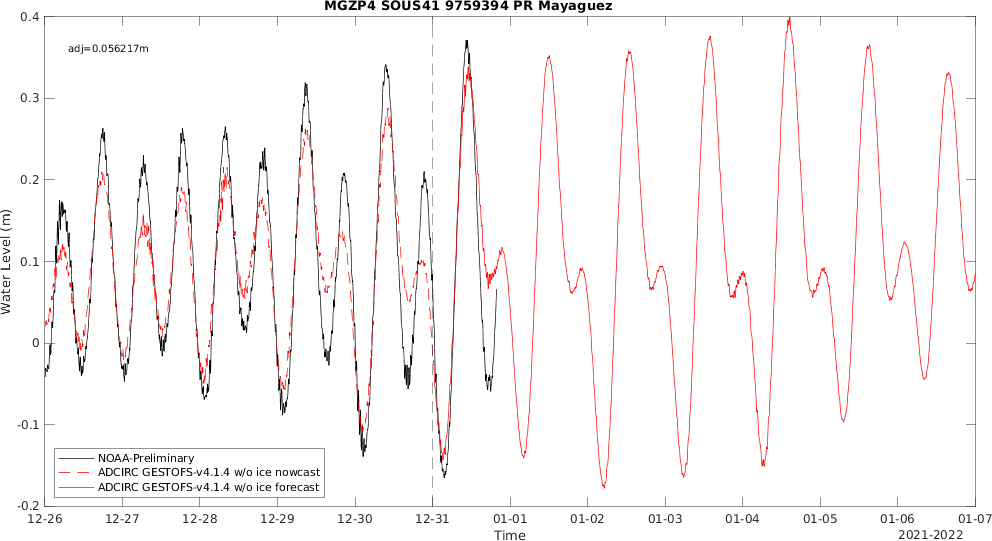 MGZP4 SOUS41 9759394 PR Mayaguez
adj=0.056217m
Water Level (m)
0.4
0.3
0.2
0.1
0
-0.1
-0.2
NOAA-Preliminary
ADCIRC GESTOFS-v4.1.4 w/o ice nowcast
ADCIRC GESTOFS-v4.1.4 w/o ice forecast
12-26 12-27 12-28 12-29 12-30 12-31 01-01 01-02 01-03 01-04 01-05 01-06 01-07
Time
2021-2022